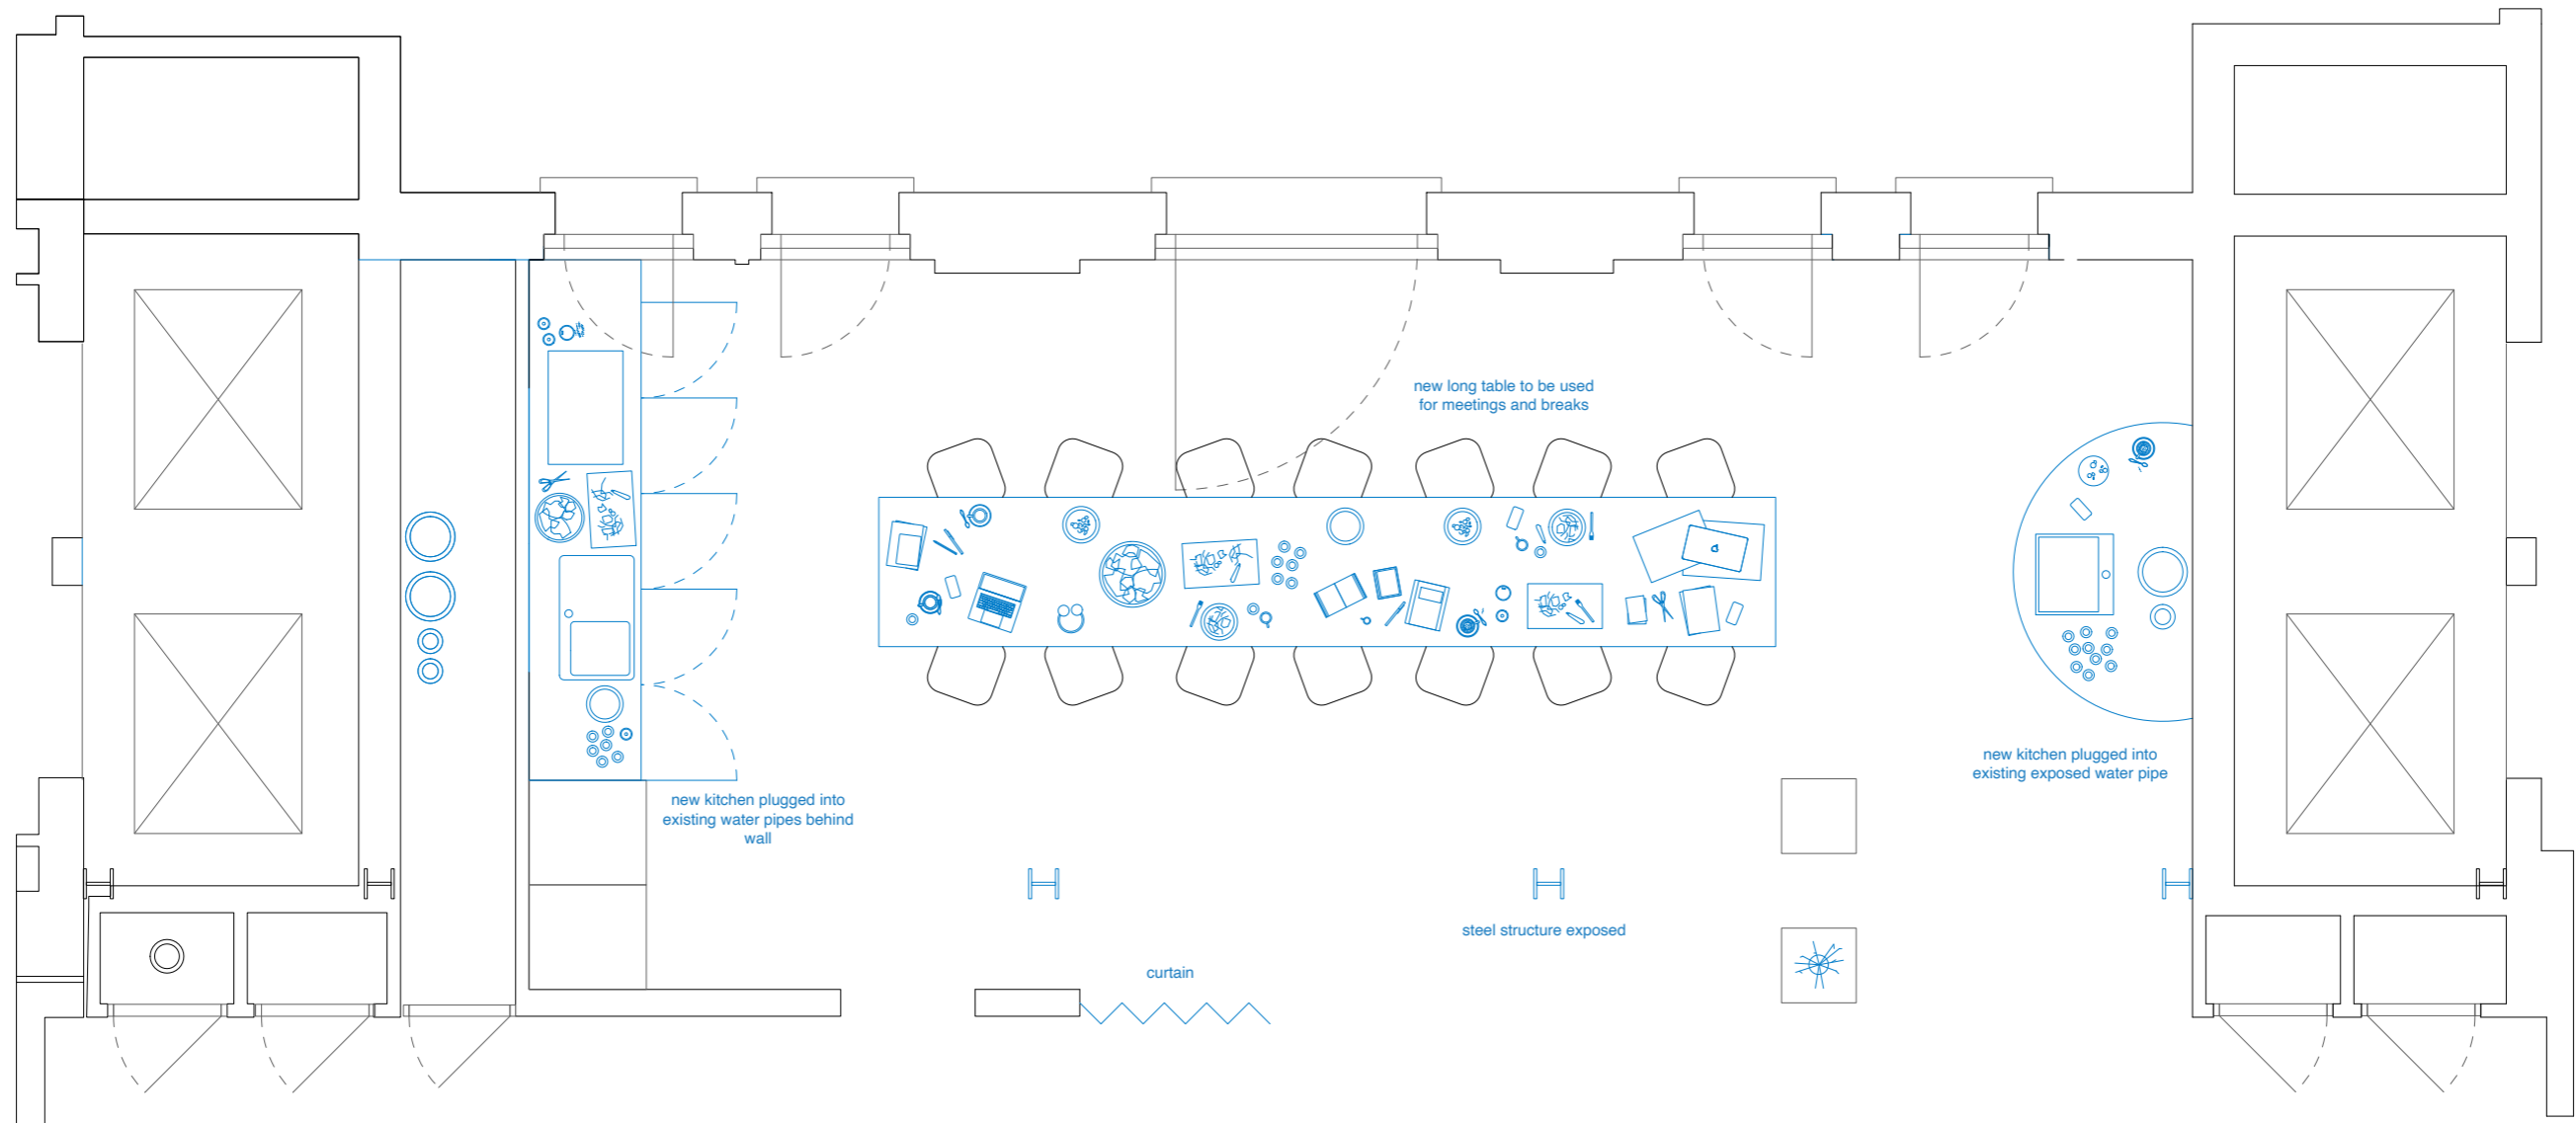 new long table to be used
for meetings and breaks
new kitchen plugged into
existing exposed water pipe
new kitchen plugged into
existing water pipes behind
wall
steel structure exposed
curtain